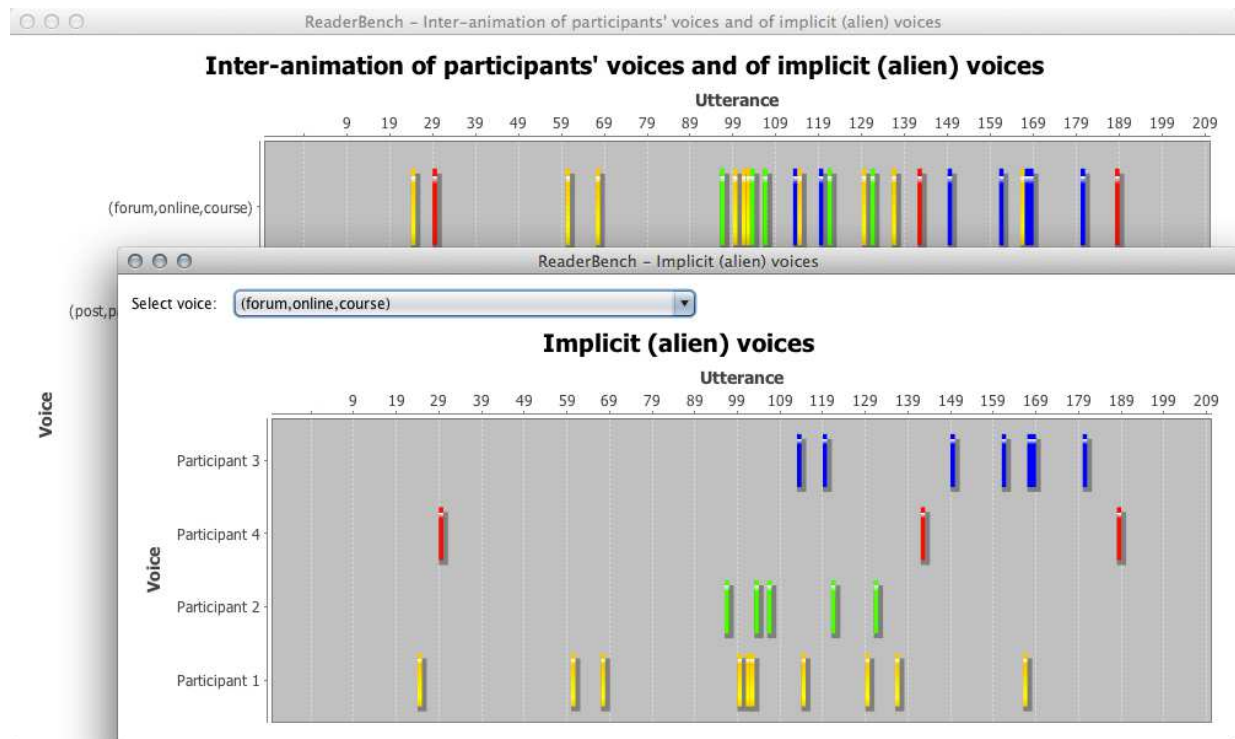 ReaderBench – Inter-animation of participants' voices and of implicit (alien) voices
Inter-animation of participants' voices and of implicit (alien) voices
Utterance
9 19 29 39 49 59 69 79 89 99 109 119 129 139 149 159 169 179 189 199 209
(forum,online,course)
(post,p
Voice
ReaderBench – Implicit (alien) voices
Select voice: (forum,online,course)
Implicit (alien) voices
Utterance
9 19 29 39 49 59 69 79 89 99 109 119 129 139 149 159 169 179 189 199 209
Voice
Participant 3
Participant 4
Participant 2
Participant 1